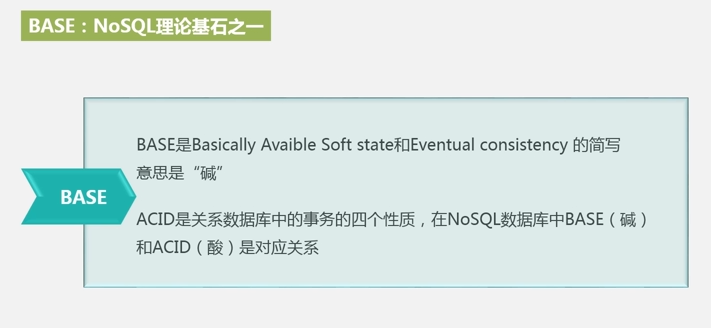 BASE：NoSQL理论基石之一
BASE是Basically Avaible Soft state和Eventual consistency 的简写
意思是“碱”
BASE
ACID是关系数据库中的事务的四个性质，在NoSQL数据库中BASE（碱）
和ACID（酸）是对应关系